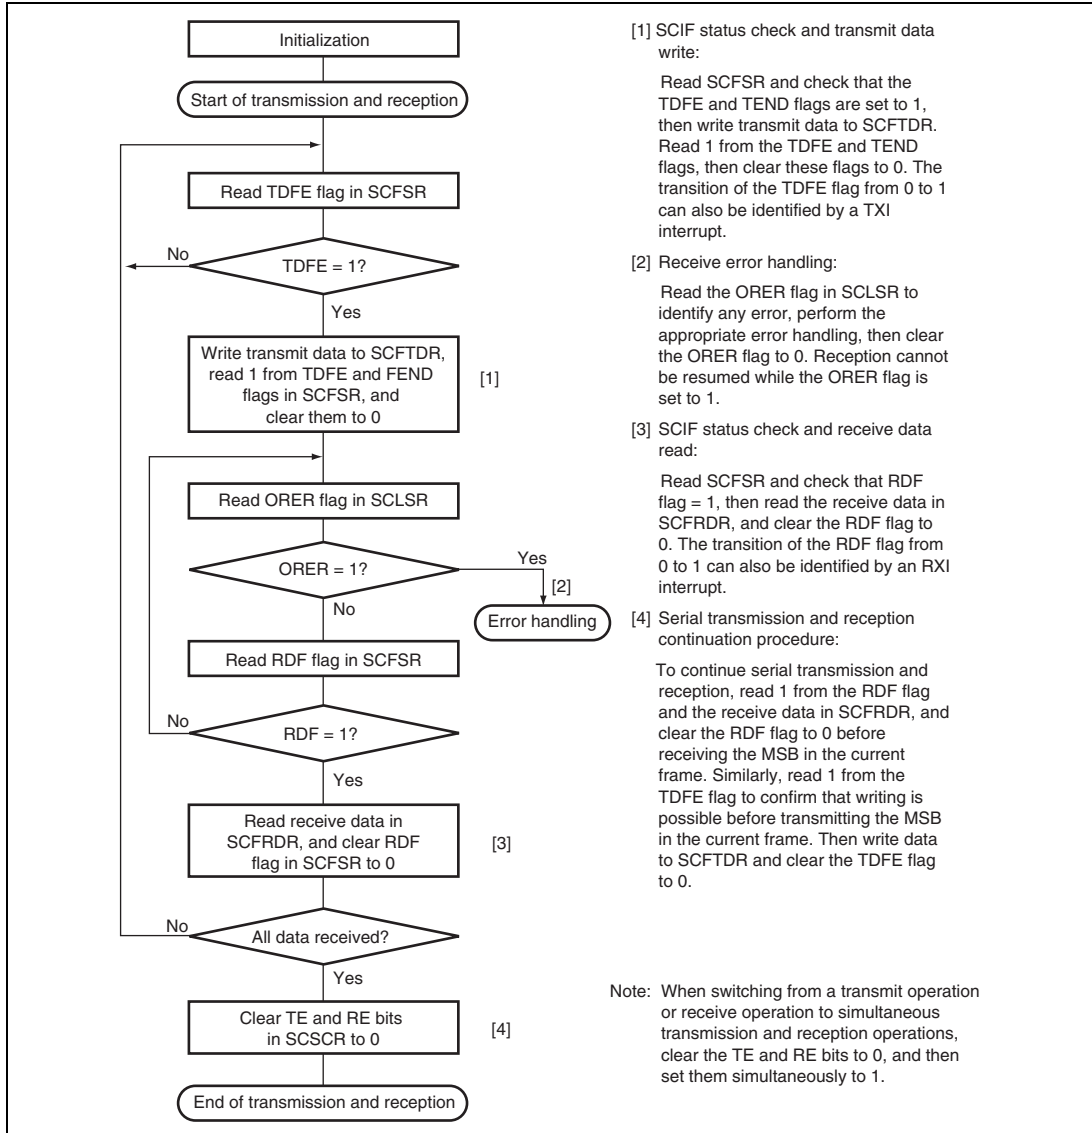 Initialization
Start of transmission and reception
Read TDFE flag in SCFSR
No
TDFE = 1?
Yes
Write transmit data to SCFTDR,
read 1 from TDFE and FEND
flags in SCFSR, and
clear them to 0
[1]
Read ORER flag in SCLSR
ORER = 1?
Yes
[2]
No
Error handling
Read RDF flag in SCFSR
No
RDF = 1?
Yes
Read receive data in
SCFRDR, and clear RDF
flag in SCFSR to 0
[3]
No
All data received?
Yes
Clear TE and RE bits
in SCSCR to 0
[4]
End of transmission and reception
[1] SCIF status check and transmit data
write:
Read SCFSR and check that the
TDFE and TEND flags are set to 1,
then write transmit data to SCFTDR.
Read 1 from the TDFE and TEND
flags, then clear these flags to 0. The
transition of the TDFE flag from 0 to 1
can also be identified by a TXI
interrupt.
[2] Receive error handling:
Read the ORER flag in SCLSR to
identify any error, perform the
appropriate error handling, then clear
the ORER flag to 0. Reception cannot
be resumed while the ORER flag is
set to 1.
[3] SCIF status check and receive data
read:
Read SCFSR and check that RDF
flag = 1, then read the receive data in
SCFRDR, and clear the RDF flag to
0. The transition of the RDF flag from
0 to 1 can also be identified by an RXI
interrupt.
[4] Serial transmission and reception
continuation procedure:
To continue serial transmission and
reception, read 1 from the RDF flag
and the receive data in SCFRDR, and
clear the RDF flag to 0 before
receiving the MSB in the current
frame. Similarly, read 1 from the
TDFE flag to confirm that writing is
possible before transmitting the MSB
in the current frame. Then write data
to SCFTDR and clear the TDFE flag
to 0.
Note: When switching from a transmit operation
or receive operation to simultaneous
transmission and reception operations,
clear the TE and RE bits to 0, and then
set them simultaneously to 1.